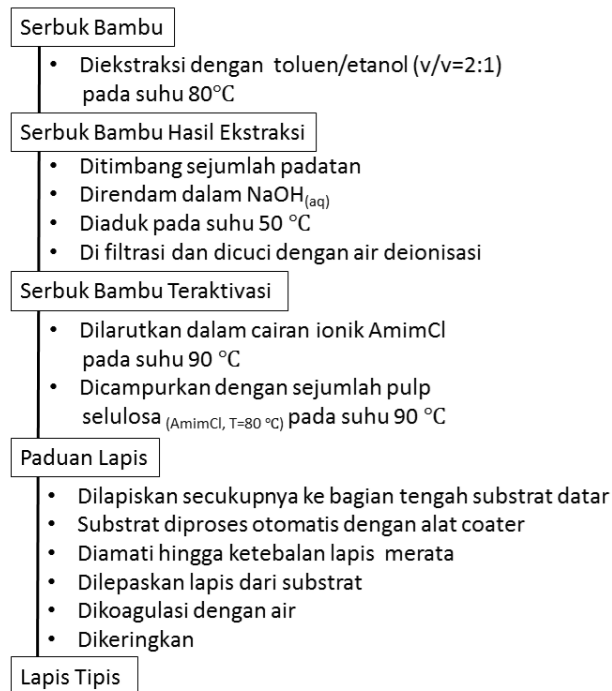 Serbuk Bambu
• Diekstraksi dengan toluen/etanol (v/v=2:1)
pada suhu 80°C
Serbuk Bambu Hasil Ekstraksi
• Ditimbang sejumlah padatan
• Direndam dalam NaOH(aq)
• Diaduk pada suhu 50 °C
• Di filtrasi dan dicuci dengan air deionisasi
Serbuk Bambu Teraktivasi
• Dilarutkan dalam cairan ionik AmimCl
pada suhu 90 °C
• Dicampurkan dengan sejumlah pulp
selulosa (AmimCl, T=80 °C) pada suhu 90 °C
Paduan Lapis
• Dilapiskan secukupnya ke bagian tengah substrat datar
• Substrat diproses otomatis dengan alat coater
• Diamati hingga ketebalan lapis merata
• Dilepaskan lapis dari substrat
• Dikoagulasi dengan air
• Dikeringkan
Lapis Tipis